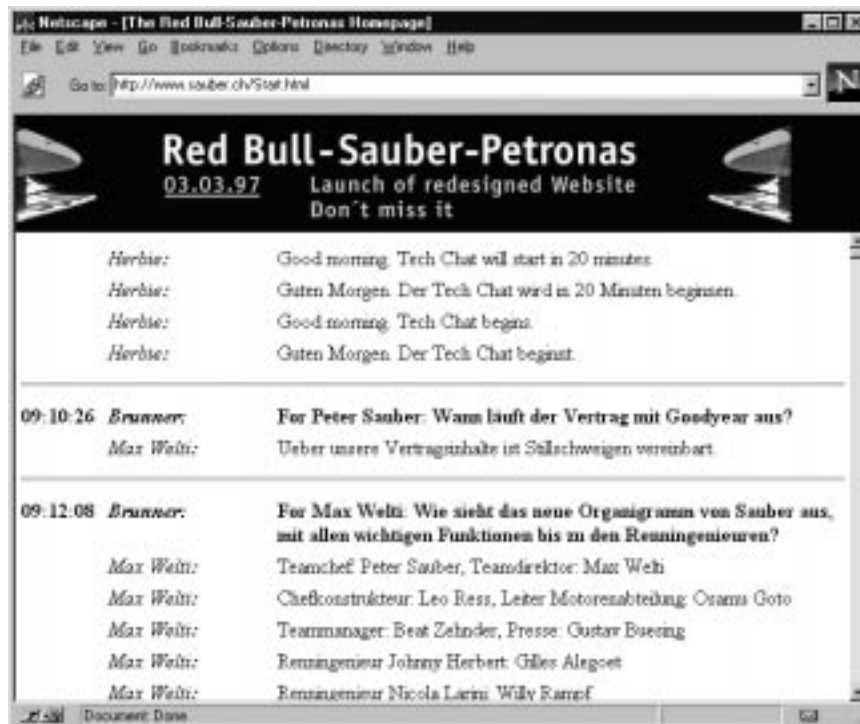 Netscape - [The Red Bull-Sauber-Petronas Homepage]
File Edit View Go Bookmarks Options Directory Window Help
Go to: http://www.sauber.ch/Start.html
N
Red Bull-Sauber-Petronas
03.03.97 Launch of redesigned Website
Don´t miss it
Herbie: Good morning. Tech Chat will start in 20 minutes
Herbie: Guten Morgen. Der Tech Chat wird in 20 Minuten beginnen.
Herbie: Good morning. Tech Chat begins.
Herbie: Guten Morgen. Der Tech Chat beginnt.
09:10:26 Brunner: For Peter Sauber: Wann läuft der Vertrag mit Goodyear aus?
Max Welti: Ueber unsere Vertragsinhalte ist Stillschweigen vereinbart.
09:12:08 Brunner: For Max Welti: Wie sieht das neue Organigramm von Sauber aus,
mit allen wichtigen Funktionen bis zu den Renningenieuren?
Max Welti: Teamchef: Peter Sauber, Teamdirektor: Max Welti
Max Welti: Chefkonstrukteur: Leo Ress, Leiter Motorenabteilung: Osamu Goto
Max Welti: Teammanager: Beat Zehnder, Presse: Gustav Buesing
Max Welti: Renningenieur Johnny Herbert: Gilles Alegoet
Max Welti: Renningenieur Nicola Larini: Willy Rampf
Document: Done